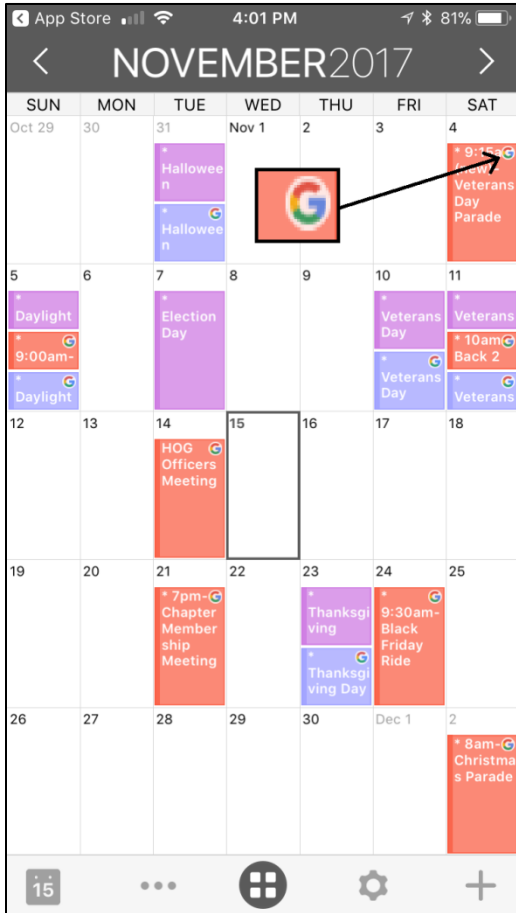 App Store 4:01 PM 81%
NOVEMBER2017
SUN MON TUE WED THU FRI SAT
Oct 29 30 31 Nov 1 2 3 4
* Hallowee
n
* G
Hallowee
n
G
* 9:15a G
(new)-
Veterans
Day
Parade
5 6 7 8 9 10 11
* Daylight
* G
9:00am-
* G
Daylight
* Election
Day
* Veterans
Day
* G
Veterans
Day
* Veterans
* 10am G
Back 2
* G
Veterans
12 13 14 15 16 17 18
HOG G
Officers
Meeting
19 20 21 22 23 24 25
* 7pm- G
Chapter
Member
ship
Meeting
* Thanksgi
ving
* G
Thanksgi
ving Day
* G
9:30am-
Black
Friday
Ride
26 27 28 29 30 Dec 1 2
* 8am- G
Christma
s Parade
15